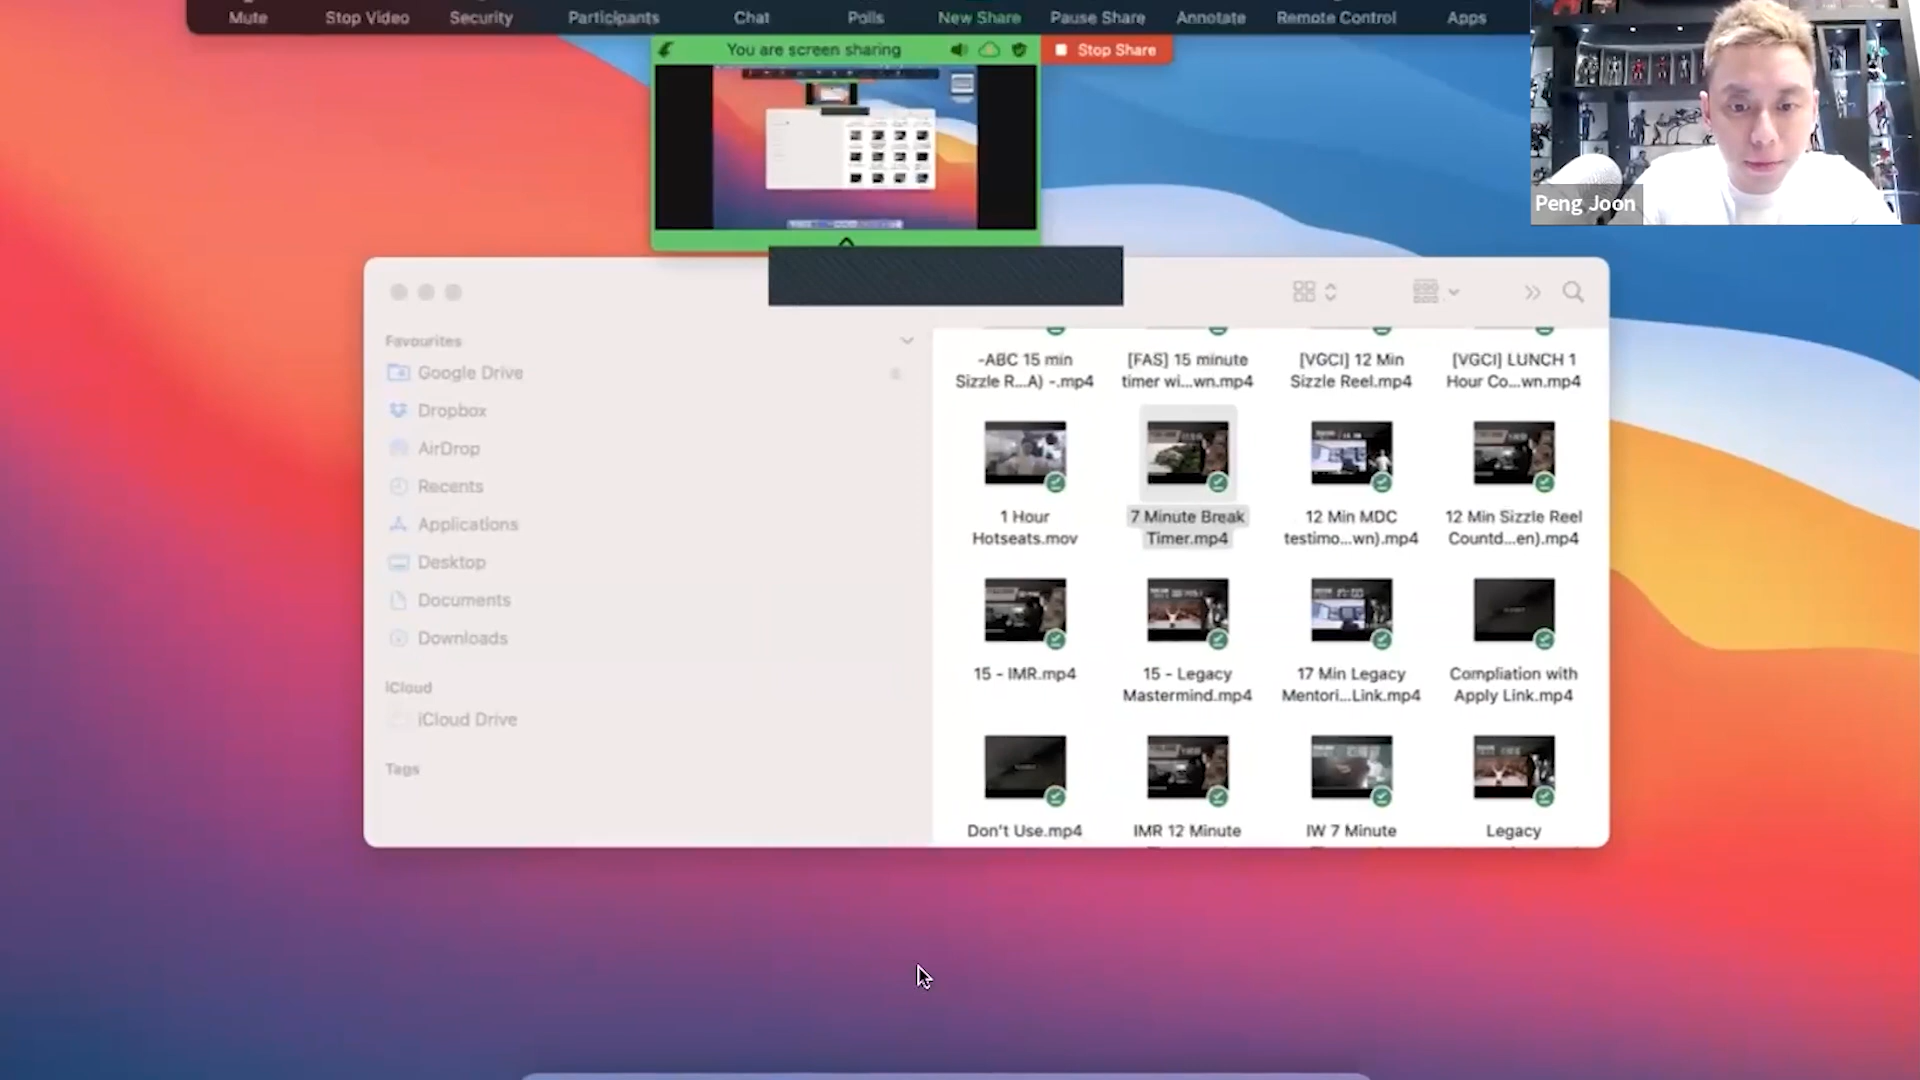 Mute Stop Video Security Participants Chat Polls New Share Pause Share Annotate Remote Control Apps
You are screen sharing
Stop Share
Peng Joon
Favourites
Google Drive
Dropbox
AirDrop
Recents
Applications
Desktop
Documents
Downloads
iCloud
iCloud Drive
Tags
-ABC 15 min
Sizzle R...A) -.mp4
[FAS] 15 minute
timer wi...wn.mp4
[VGCI] 12 Min
Sizzle Reel.mp4
[VGCI] LUNCH 1
Hour Co...wn.mp4
1 Hour
Hotseats.mov
7 Minute Break
Timer.mp4
12 Min MDC
testimo...wn).mp4
12 Min Sizzle Reel
Countd...en).mp4
15 - IMR.mp4
15 - Legacy
Mastermind.mp4
17 Min Legacy
Mentori...Link.mp4
Compliation with
Apply Link.mp4
Don't Use.mp4
IMR 12 Minute
IW 7 Minute
Legacy